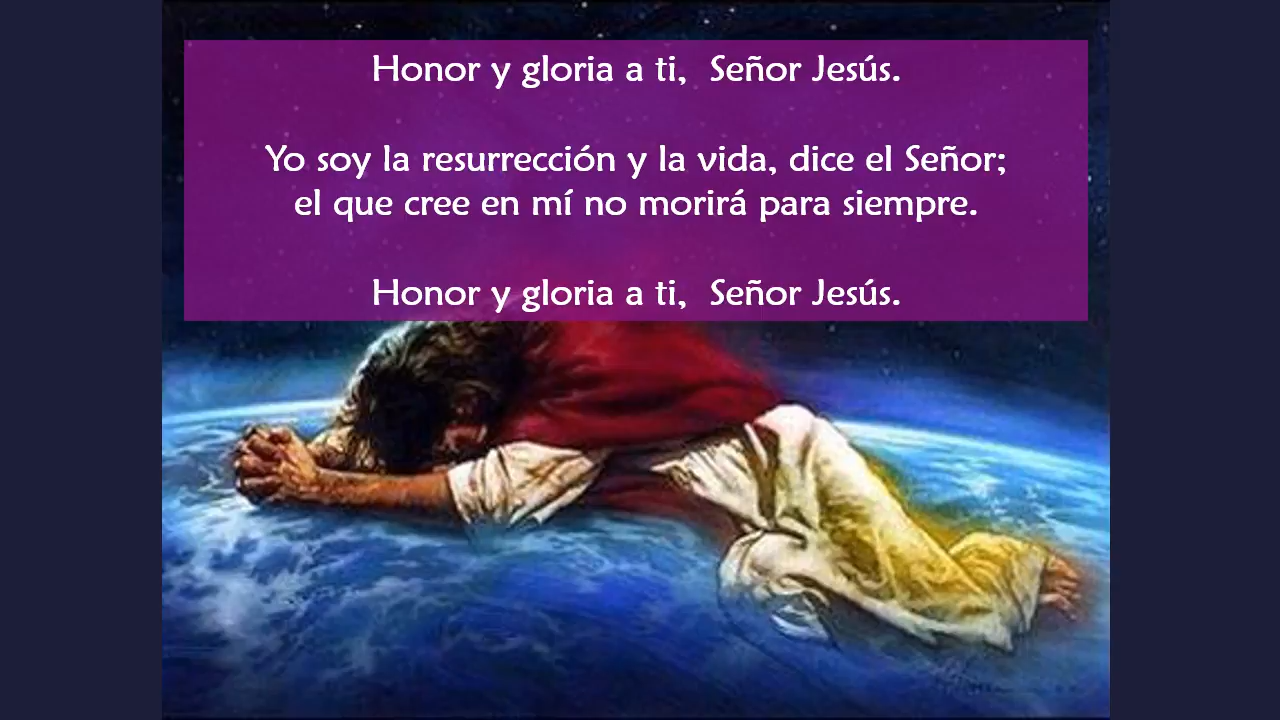 Honor y gloria a ti,  Señor Jesús.
Yo soy la resurrección y la vida, dice el Señor;
el que cree en mí no morirá para siempre.
Honor y gloria a ti,  Señor Jesús.